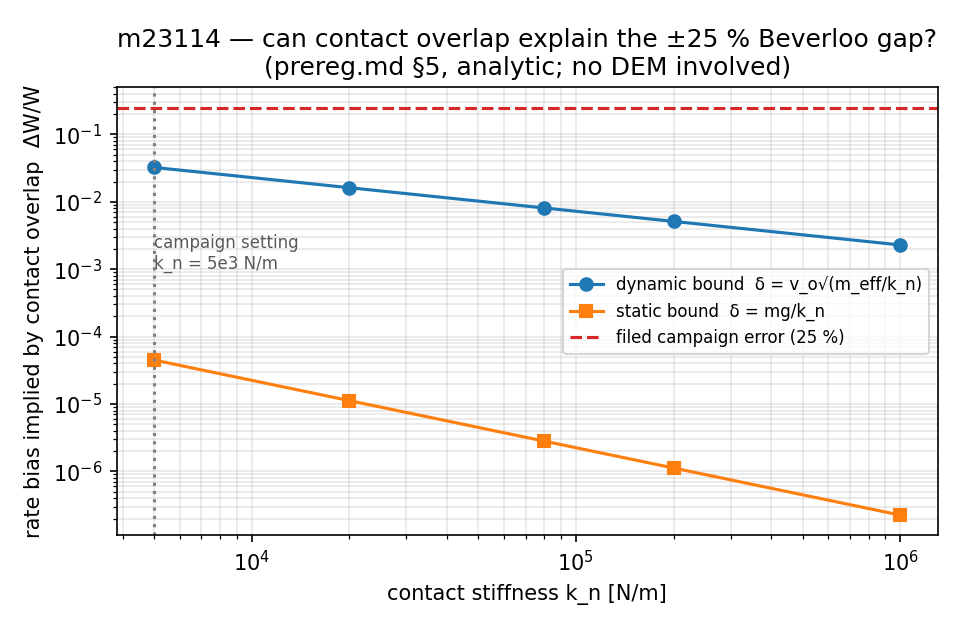 m23114 — can contact overlap explain the ±25 % Beverloo gap?
(prereg.md §5, analytic; no DEM involved)
rate bias implied by contact overlap  ΔW/W
10⁻¹
10⁻²
10⁻³
10⁻⁴
10⁻⁵
10⁻⁶
campaign setting
k_n = 5e3 N/m
dynamic bound  δ = v_o√(m_eff/k_n)
static bound  δ = mg/k_n
filed campaign error (25 %)
10⁴
10⁵
10⁶
contact stiffness k_n [N/m]